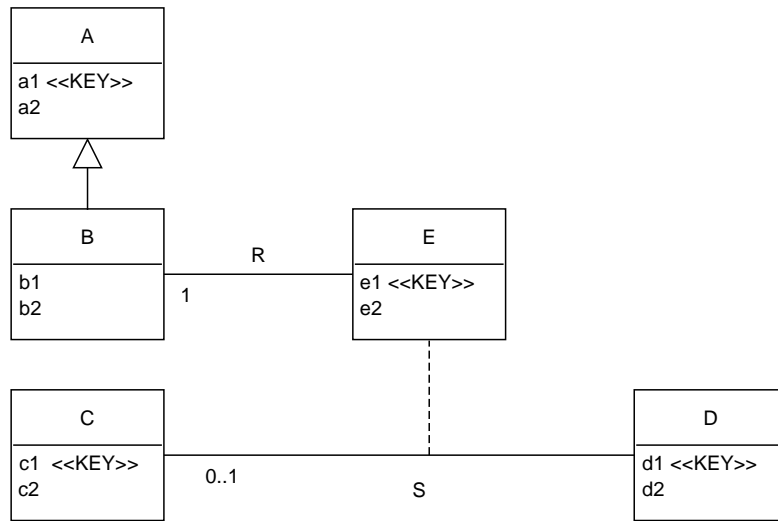 A
a1 <<KEY>>
a2
B
b1
b2
R
1
E
e1 <<KEY>>
e2
C
c1 <<KEY>>
c2
0..1
S
D
d1 <<KEY>>
d2